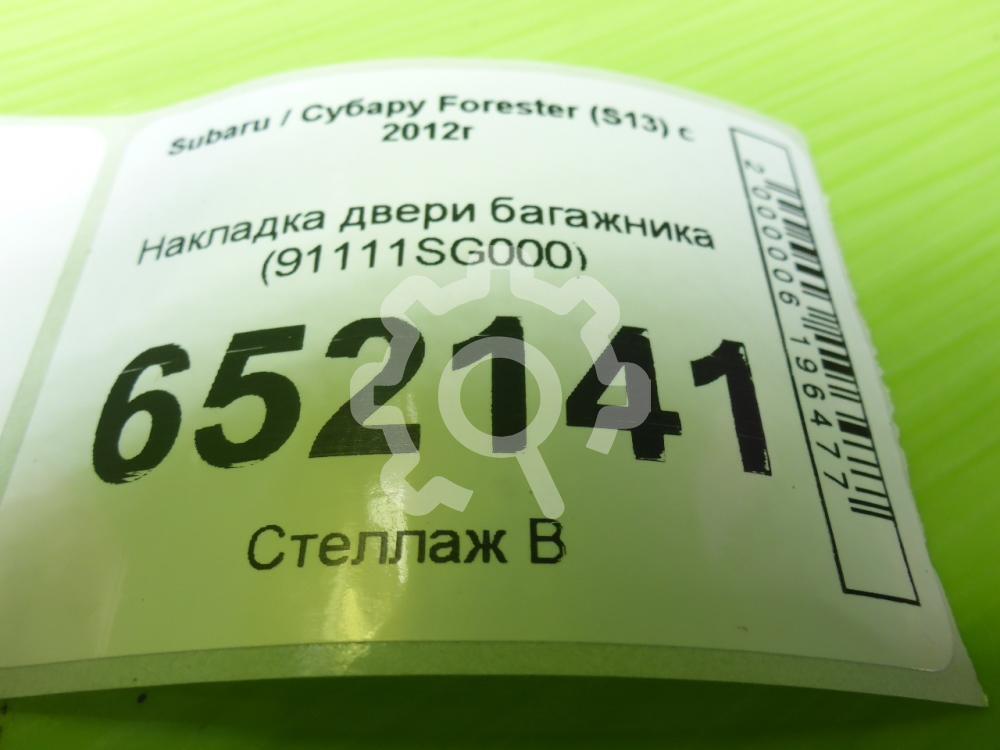 Subaru / Субару Forester (S13) с
2012г
Накладка двери багажника
(91111SG000)
652141
Стеллаж В
2000006196477